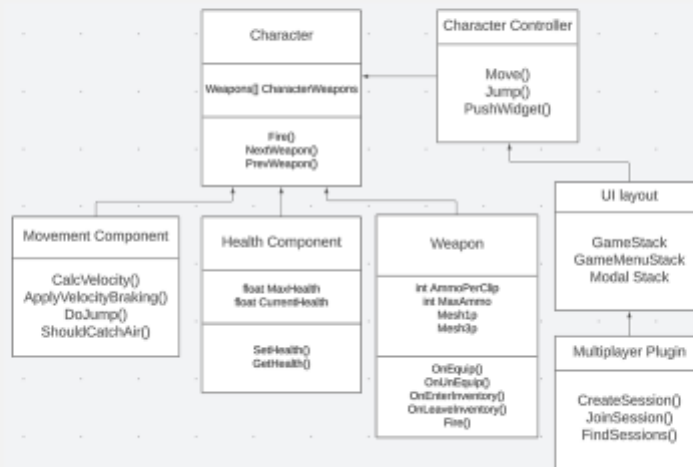 Character
Weapons[] CharacterWeapons
Fire()
NextWeapon()
PrevWeapon()
Character Controller
Move()
Jump()
PushWidget()
Movement Component
CalcVelocity()
ApplyVelocityBraking()
DoJump()
ShouldCatchAir()
Health Component
float MaxHealth
float CurrentHealth
SetHealth()
GetHealth()
Weapon
int AmmoPerClip
int MaxAmmo
Mesh1p
Mesh3p
OnEquip()
OnUnEquip()
OnEnterInventory()
OnLeaveInventory()
Fire()
UI layout
GameStack
GameMenuStack
Modal Stack
Multiplayer Plugin
CreateSession()
JoinSession()
FindSessions()